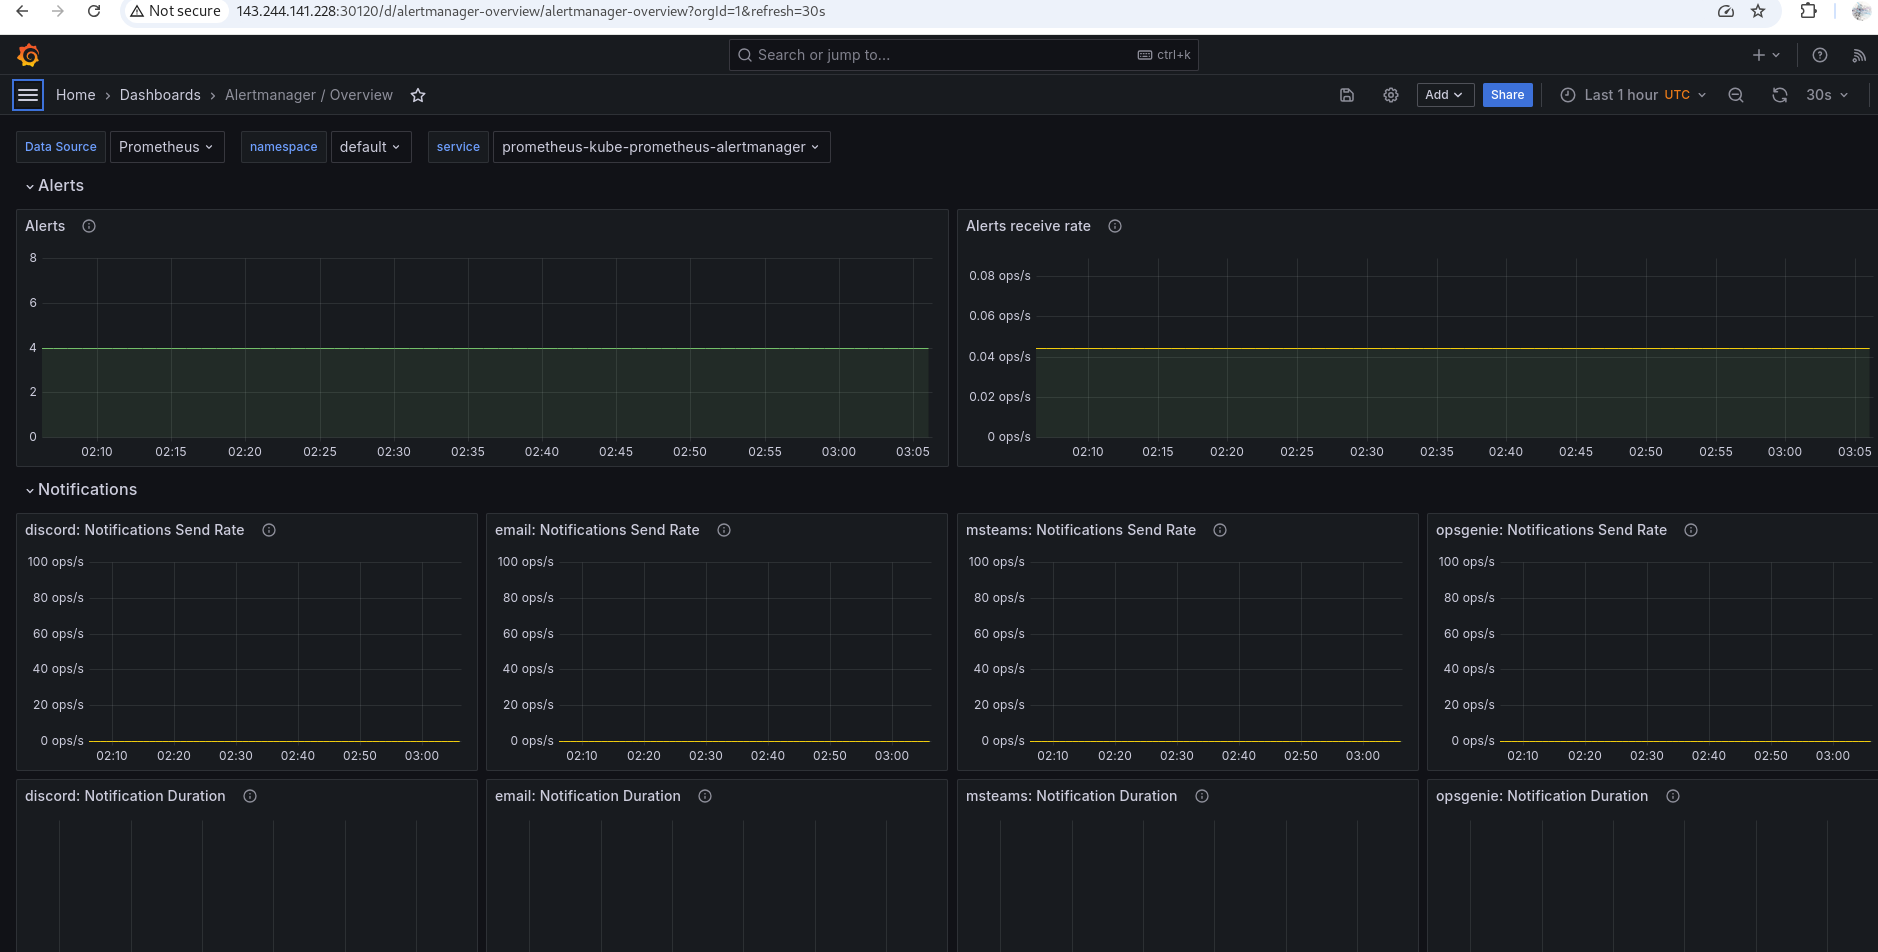 Not secure 143.244.141.228:30120/d/alertmanager-overview/alertmanager-overview?orgId=1&refresh=30s
Search or jump to... ctrl+k
Home › Dashboards › Alertmanager / Overview Add Share Last 1 hour UTC 30s
Data Source Prometheus namespace default service prometheus-kube-prometheus-alertmanager
Alerts
Alerts
8
6
4
2
0
02:10 02:15 02:20 02:25 02:30 02:35 02:40 02:45 02:50 02:55 03:00 03:05
Alerts receive rate
0.08 ops/s
0.06 ops/s
0.04 ops/s
0.02 ops/s
0 ops/s
02:10 02:15 02:20 02:25 02:30 02:35 02:40 02:45 02:50 02:55 03:00 03:05
Notifications
discord: Notifications Send Rate
100 ops/s
80 ops/s
60 ops/s
40 ops/s
20 ops/s
0 ops/s
02:10 02:20 02:30 02:40 02:50 03:00
email: Notifications Send Rate
100 ops/s
80 ops/s
60 ops/s
40 ops/s
20 ops/s
0 ops/s
02:10 02:20 02:30 02:40 02:50 03:00
msteams: Notifications Send Rate
100 ops/s
80 ops/s
60 ops/s
40 ops/s
20 ops/s
0 ops/s
02:10 02:20 02:30 02:40 02:50 03:00
opsgenie: Notifications Send Rate
100 ops/s
80 ops/s
60 ops/s
40 ops/s
20 ops/s
0 ops/s
02:10 02:20 02:30 02:40 02:50 03:00
discord: Notification Duration
email: Notification Duration
msteams: Notification Duration
opsgenie: Notification Duration